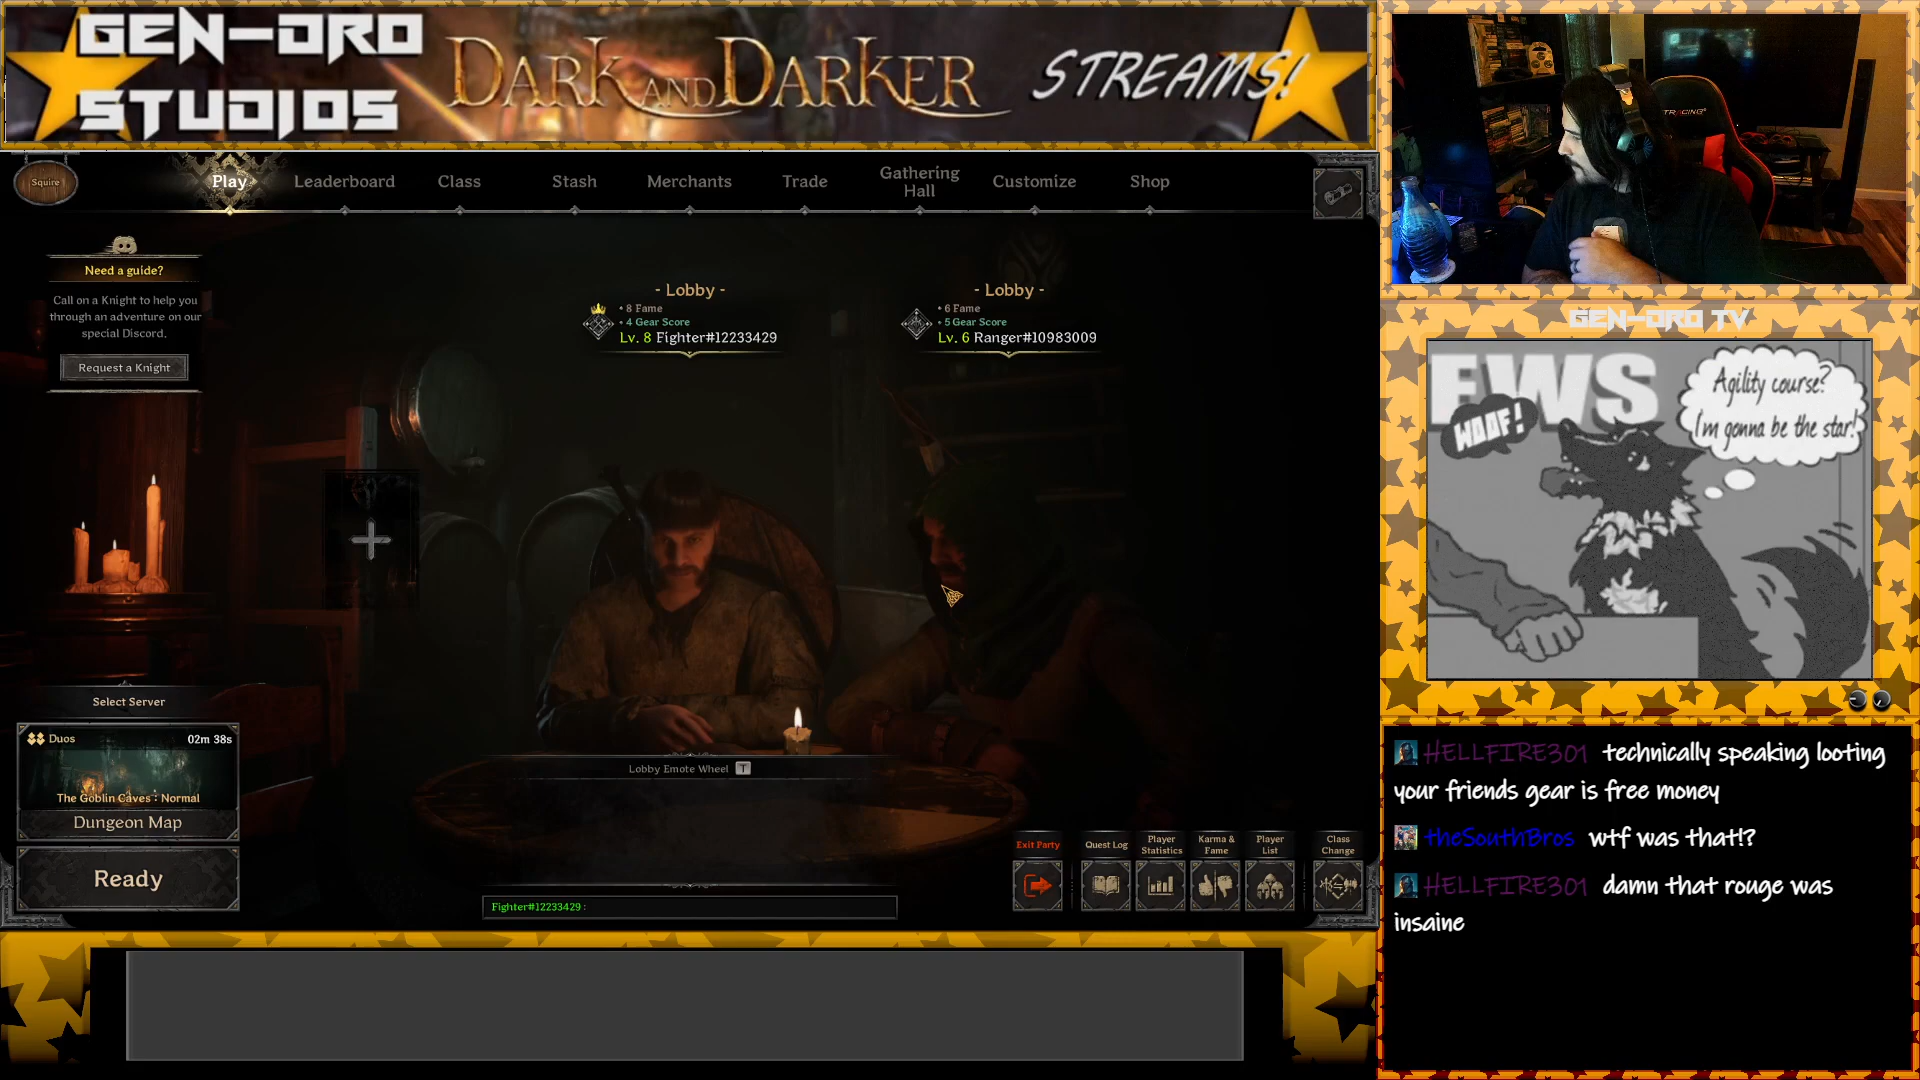 GEN-JRO
STUDIOS
DARK AND DARKER
STREAMS!
Squire
Play
Leaderboard
Class
Stash
Merchants
Trade
Gathering
Hall
Customize
Shop
Need a guide?
Call on a Knight to help you
through an adventure on our
special Discord.
Request a Knight
- Lobby -
• 8 Fame
• 4 Gear Score
Lv. 8 Fighter#12233429
- Lobby -
• 6 Fame
• 5 Gear Score
Lv. 6 Ranger#10983009
Select Server
Duos 02m 38s
The Goblin Caves : Normal
Dungeon Map
Ready
Lobby Emote Wheel T
Fighter#12233429 :
Exit Party
Quest Log
Player
Statistics
Karma &
Fame
Player
List
Class
Change
TRACING
GEN-JRO TV
EWS
WOOF!
Agility course?
I'm gonna be the star!
HELLFIRE301 technically speaking looting
your friends gear is free money
theSouthBros wtf was that!?
HELLFIRE301 damn that rouge was
insaine